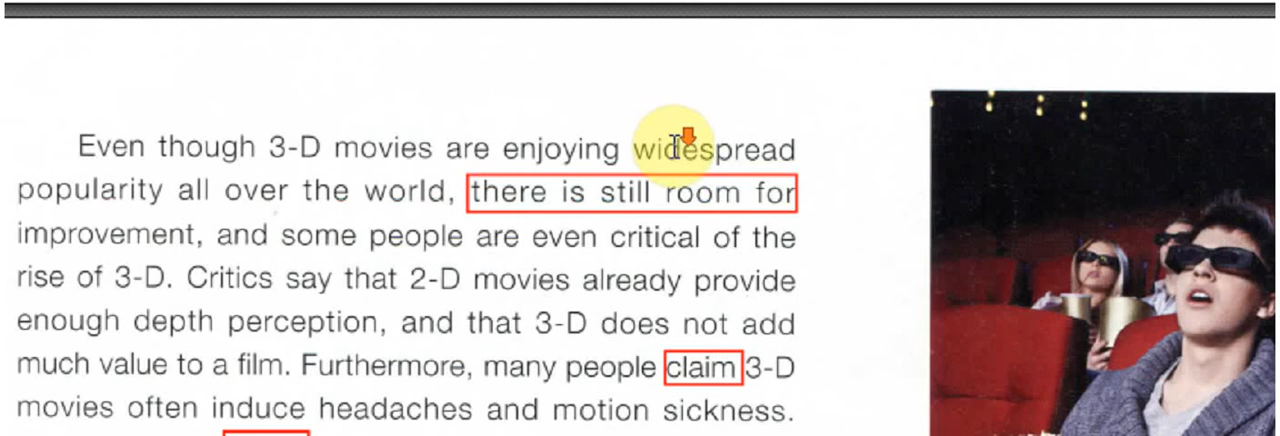 Even though 3-D movies are enjoying widespread
popularity all over the world, there is still room for
improvement, and some people are even critical of the
rise of 3-D. Critics say that 2-D movies already provide
enough depth perception, and that 3-D does not add
much value to a film. Furthermore, many people claim 3-D
movies often induce headaches and motion sickness.